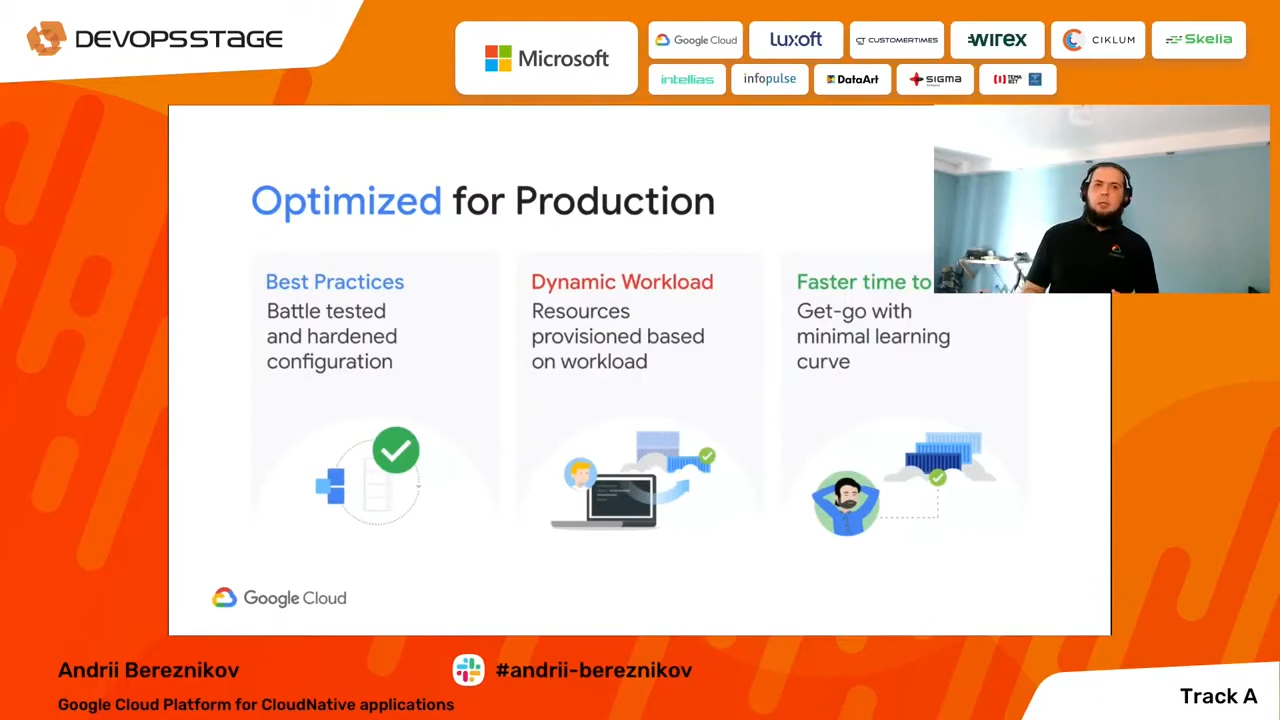 DEVOPSSTAGE
Microsoft
Google Cloud
Luxoft
CUSTOMERTIMES
WIREX
CIKLUM
Skelia
intellias
infopulse
DataArt
SIGMA
Optimized for Production
Best Practices
Battle tested
and hardened
configuration
Dynamic Workload
Resources
provisioned based
on workload
Faster time to
Get-go with
minimal learning
curve
Google Cloud
Andrii Bereznikov
#andrii-bereznikov
Google Cloud Platform for CloudNative applications
Track A